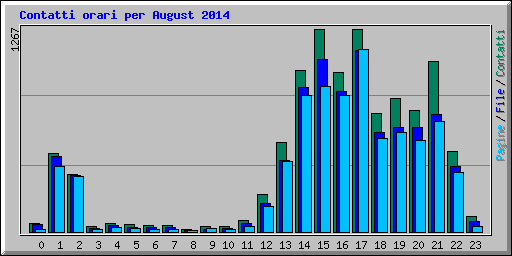 Contatti orari per August 2014
1267
Pagine / File / Contatti
0 1 2 3 4 5 6 7 8 9 10 11 12 13 14 15 16 17 18 19 20 21 22 23